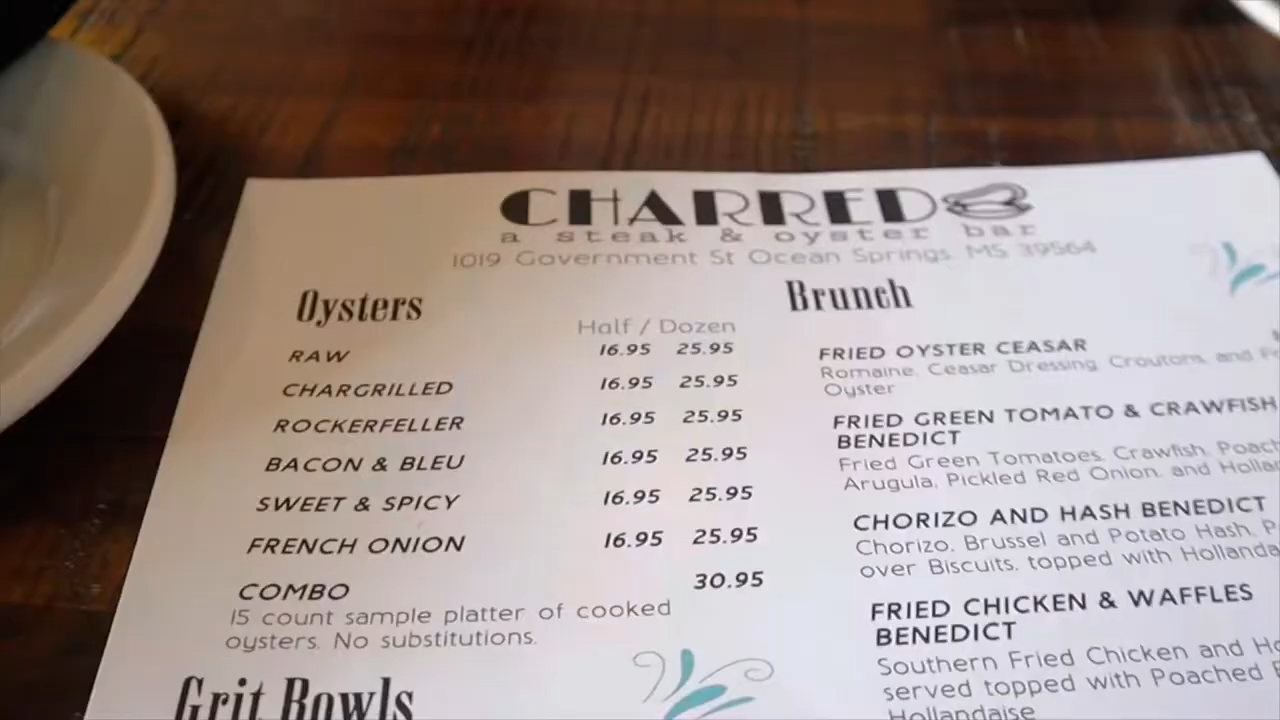 CHARRED
a steak & oyster bar
1019 Government St Ocean Springs, MS 39564
Oysters
Half / Dozen
RAW 16.95 25.95
CHARGRILLED 16.95 25.95
ROCKERFELLER 16.95 25.95
BACON & BLEU 16.95 25.95
SWEET & SPICY 16.95 25.95
FRENCH ONION 16.95 25.95
COMBO 30.95
15 count sample platter of cooked
oysters. No substitutions.
Grit Bowls
Brunch
FRIED OYSTER CEASAR
Romaine, Ceasar Dressing, Croutons, and
Oyster
FRIED GREEN TOMATO & CRAWFISH
BENEDICT
Fried Green Tomatoes, Crawfish,
Arugula, Pickled Red Onion, and
CHORIZO AND HASH BENEDICT
Chorizo, Brussel and Potato Hash,
over Biscuits, topped with
FRIED CHICKEN & WAFFLES
BENEDICT
Southern Fried Chicken and
served topped with Poached
Hollandaise